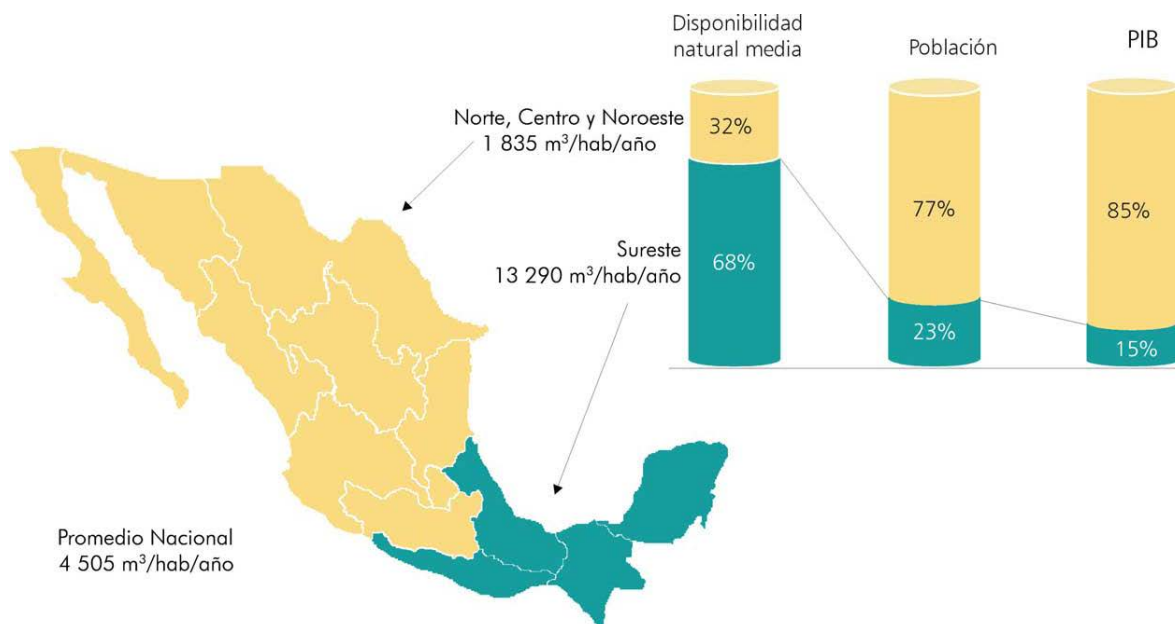 Disponibilidad
natural media
Población
PIB
Norte, Centro y Noroeste
1 835 m³/hab/año
32%
77%
85%
Sureste
13 290 m³/hab/año
68%
23%
15%
Promedio Nacional
4 505 m³/hab/año